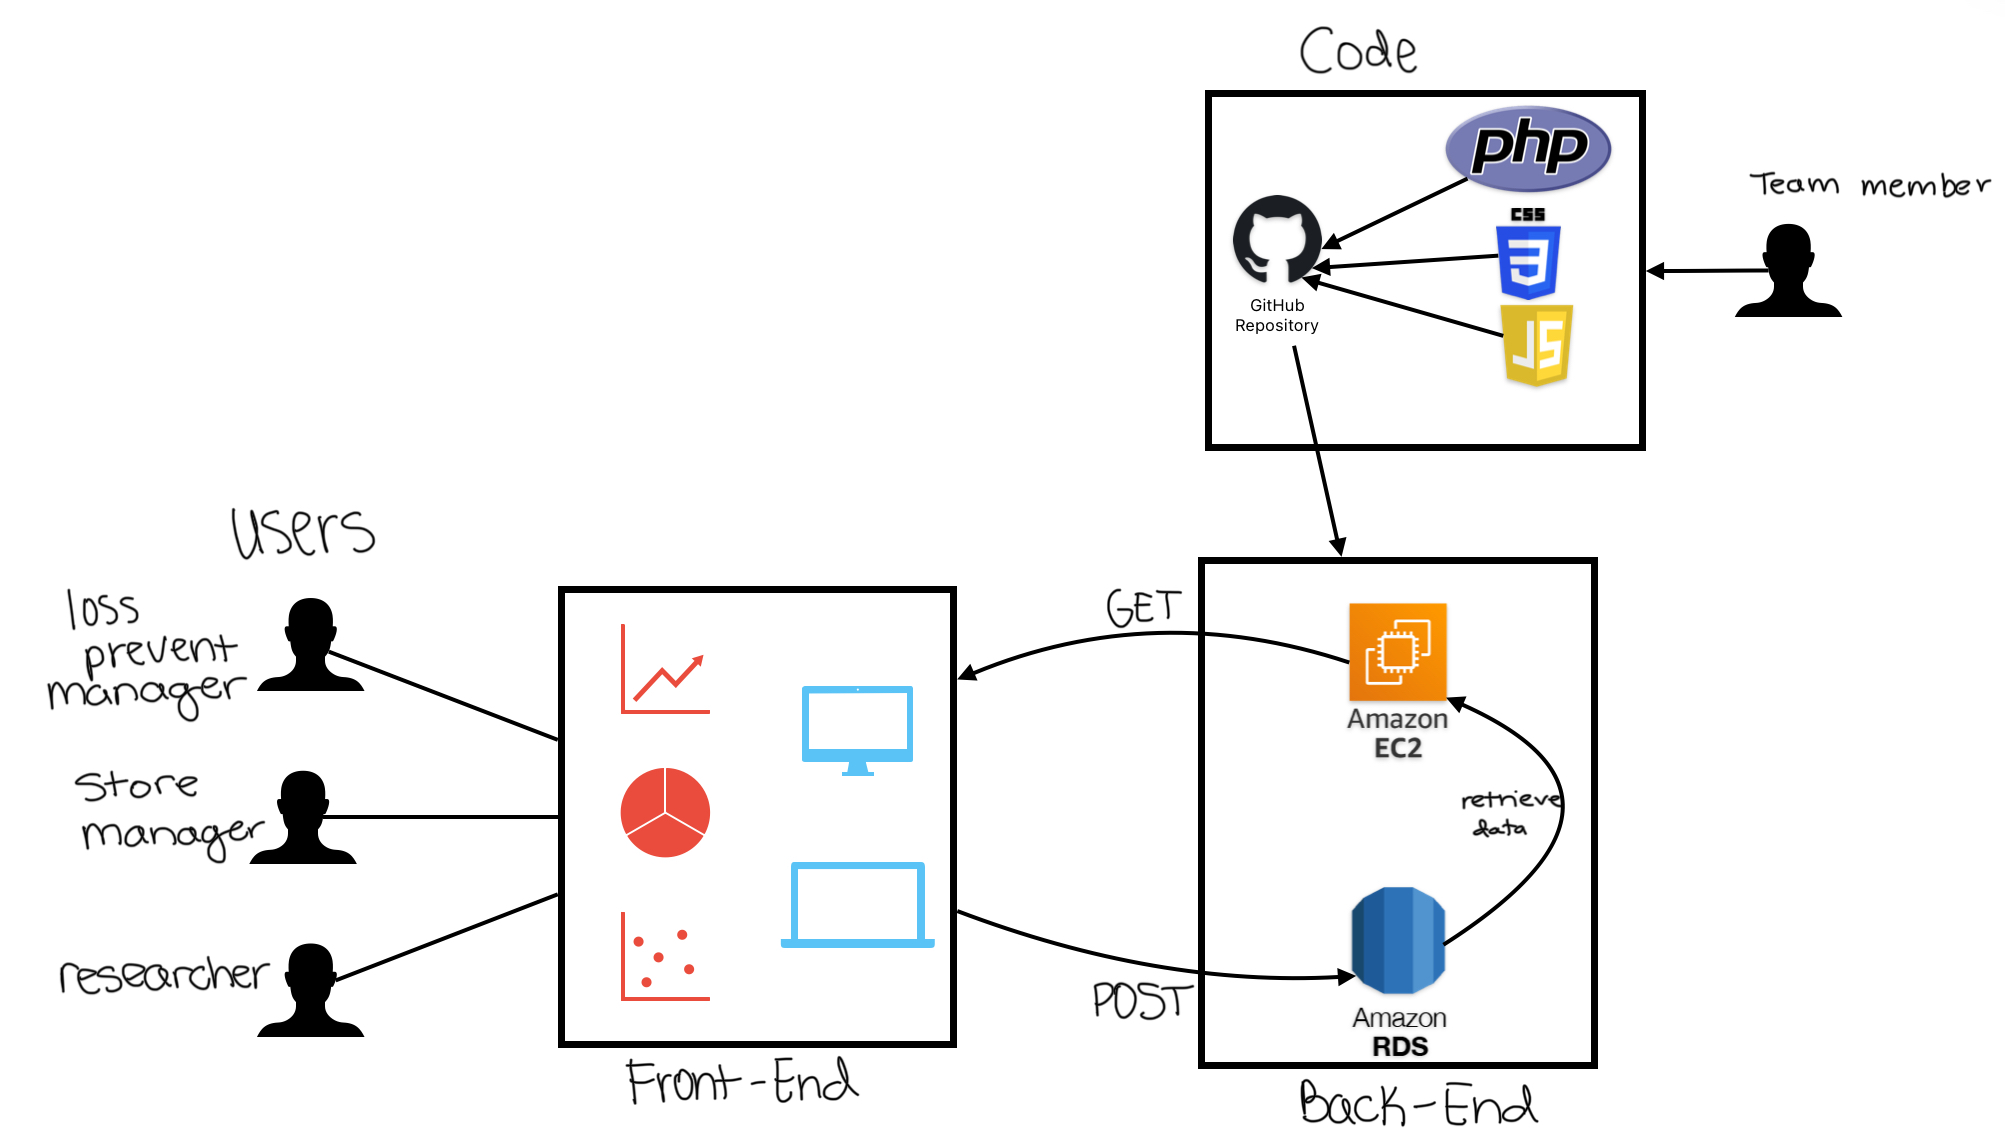 Code
php
Team member
CSS
3
GitHub
Repository
JS
Users
loss
prevent
manager
GET
Amazon
EC2
Store
manager
retrieve
data
researcher
POST
Amazon
RDS
Front-End
Back-End